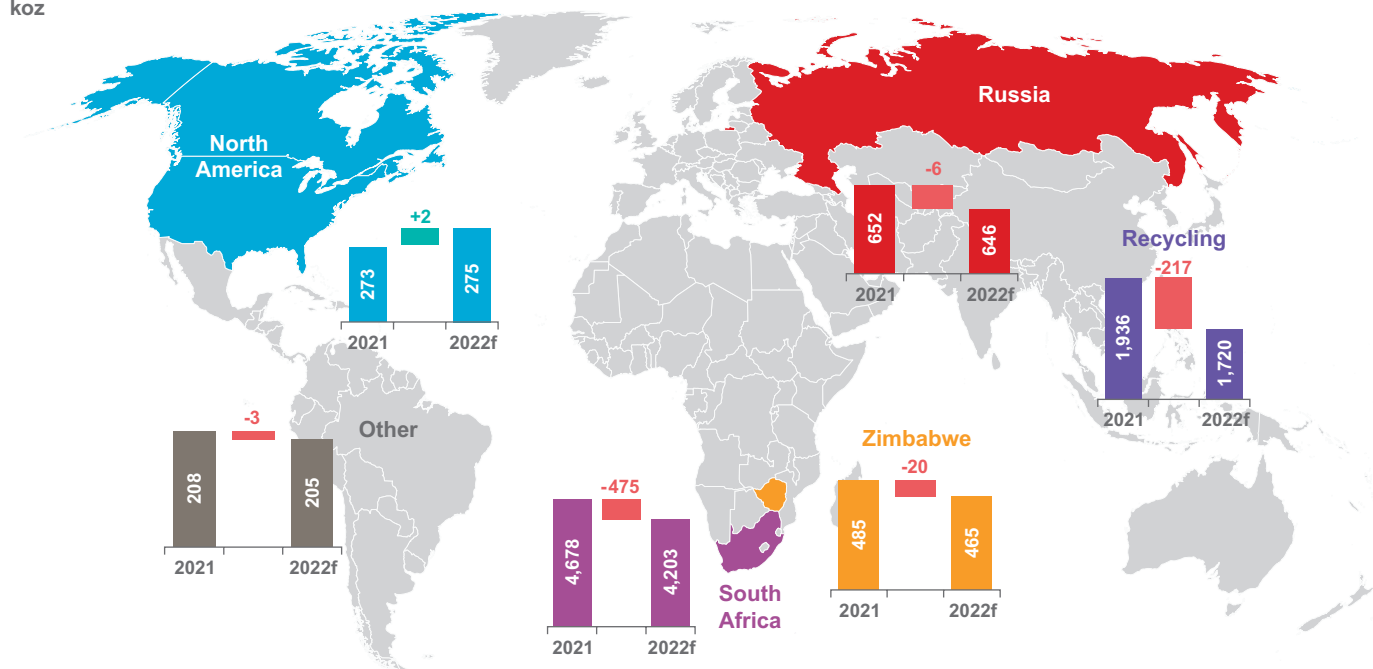 koz
North
America
+2
273
275
2021
2022f
Russia
-6
652
646
2021
2022f
Recycling
-217
1,936
1,720
2021
2022f
Other
-3
208
205
2021
2022f
South
Africa
-475
4,678
4,203
2021
2022f
Zimbabwe
-20
485
465
2021
2022f